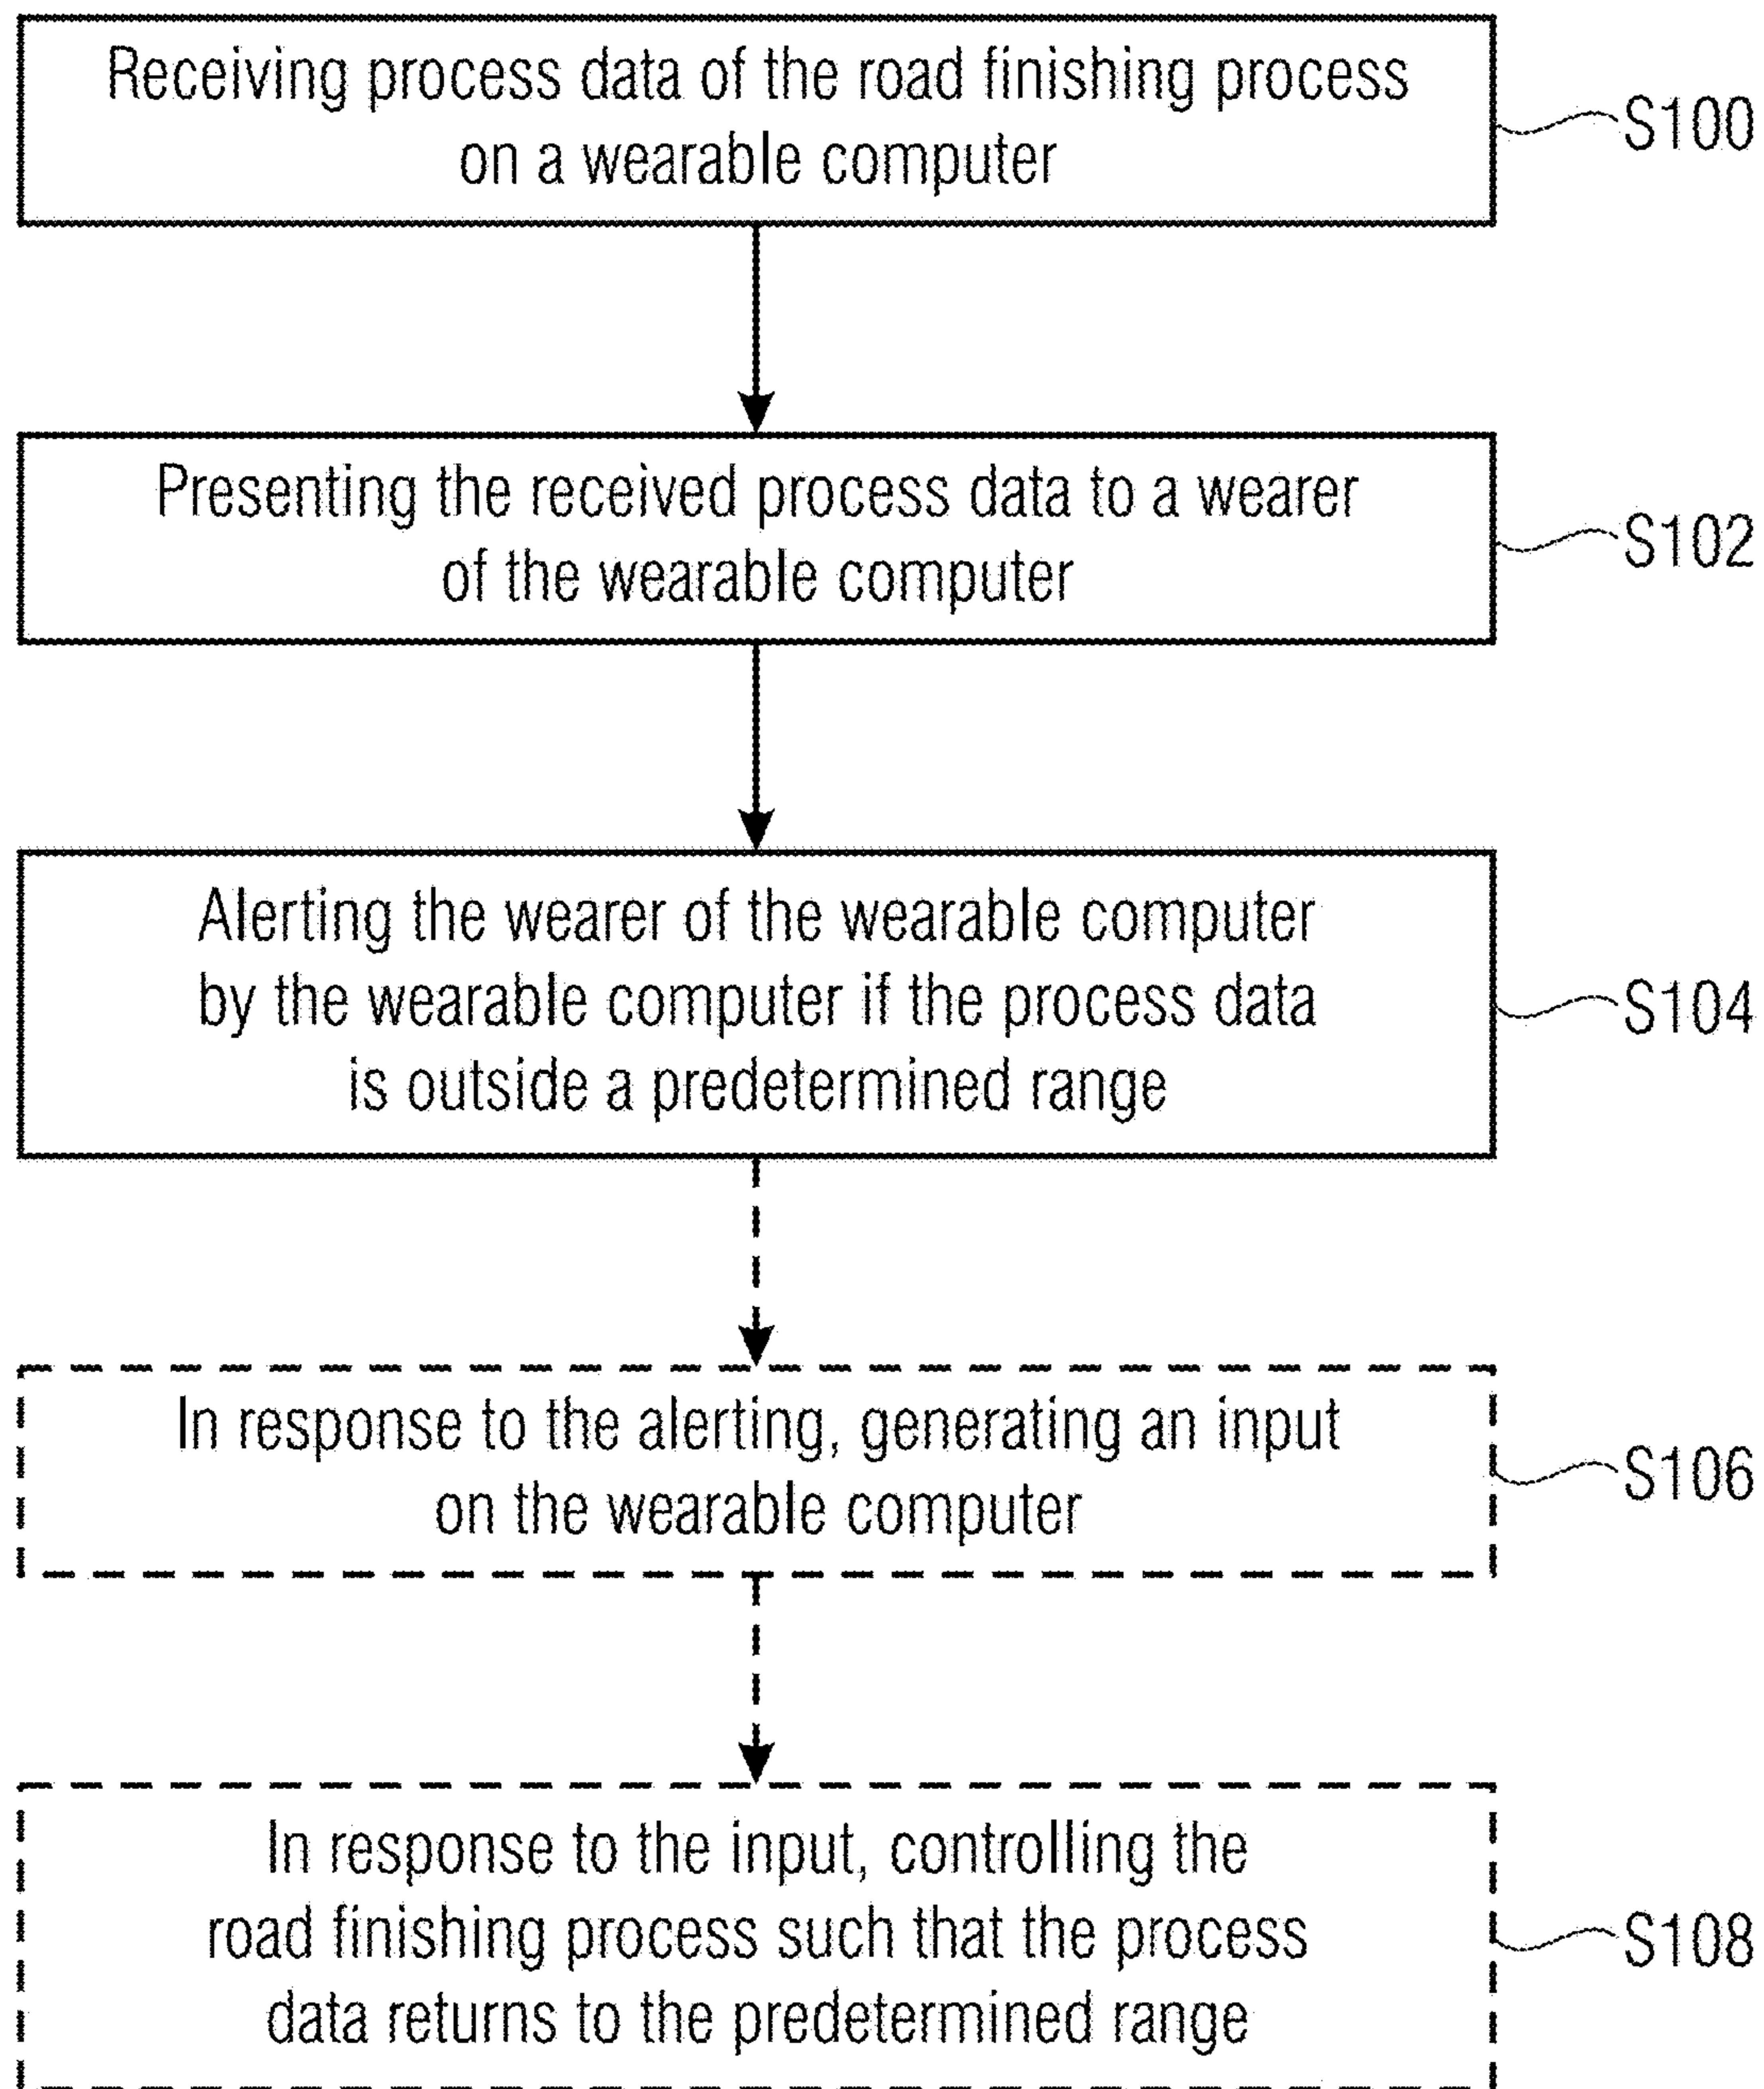 Receiving process data of the road finishing process
on a wearable computer
S100
Presenting the received process data to a wearer
of the wearable computer
S102
Alerting the wearer of the wearable computer
by the wearable computer if the process data
is outside a predetermined range
S104
In response to the alerting, generating an input
on the wearable computer
S106
In response to the input, controlling the
road finishing process such that the process
data returns to the predetermined range
S108